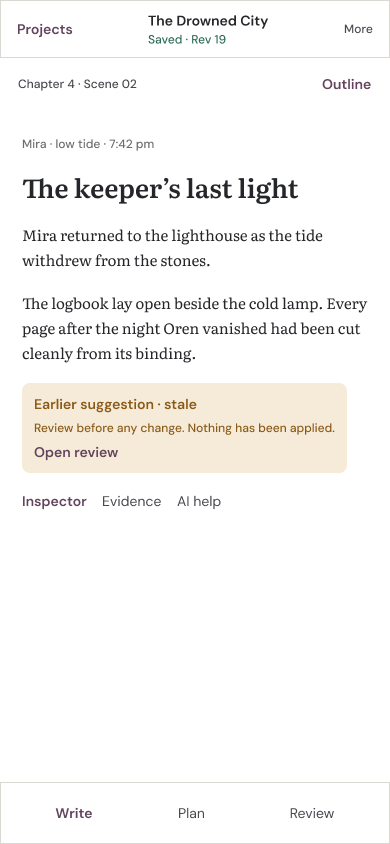 Projects
The Drowned City
Saved · Rev 19
More
Chapter 4 · Scene 02
Outline
Mira · low tide · 7:42 pm
The keeper’s last light
Mira returned to the lighthouse as the tide
withdrew from the stones.
The logbook lay open beside the cold lamp. Every
page after the night Oren vanished had been cut
cleanly from its binding.
Earlier suggestion · stale
Review before any change. Nothing has been applied.
Open review
Inspector
Evidence
AI help
Write
Plan
Review